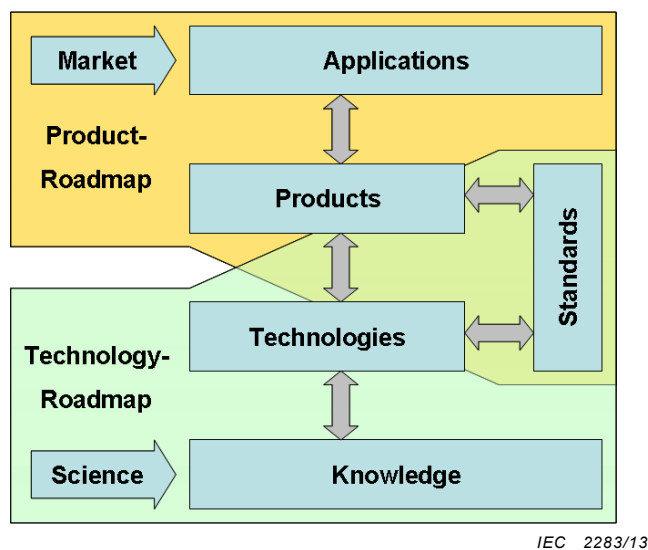 Market
Applications
Product-
Roadmap
Products
Standards
Technologies
Technology-
Roadmap
Science
Knowledge
IEC 2283/13